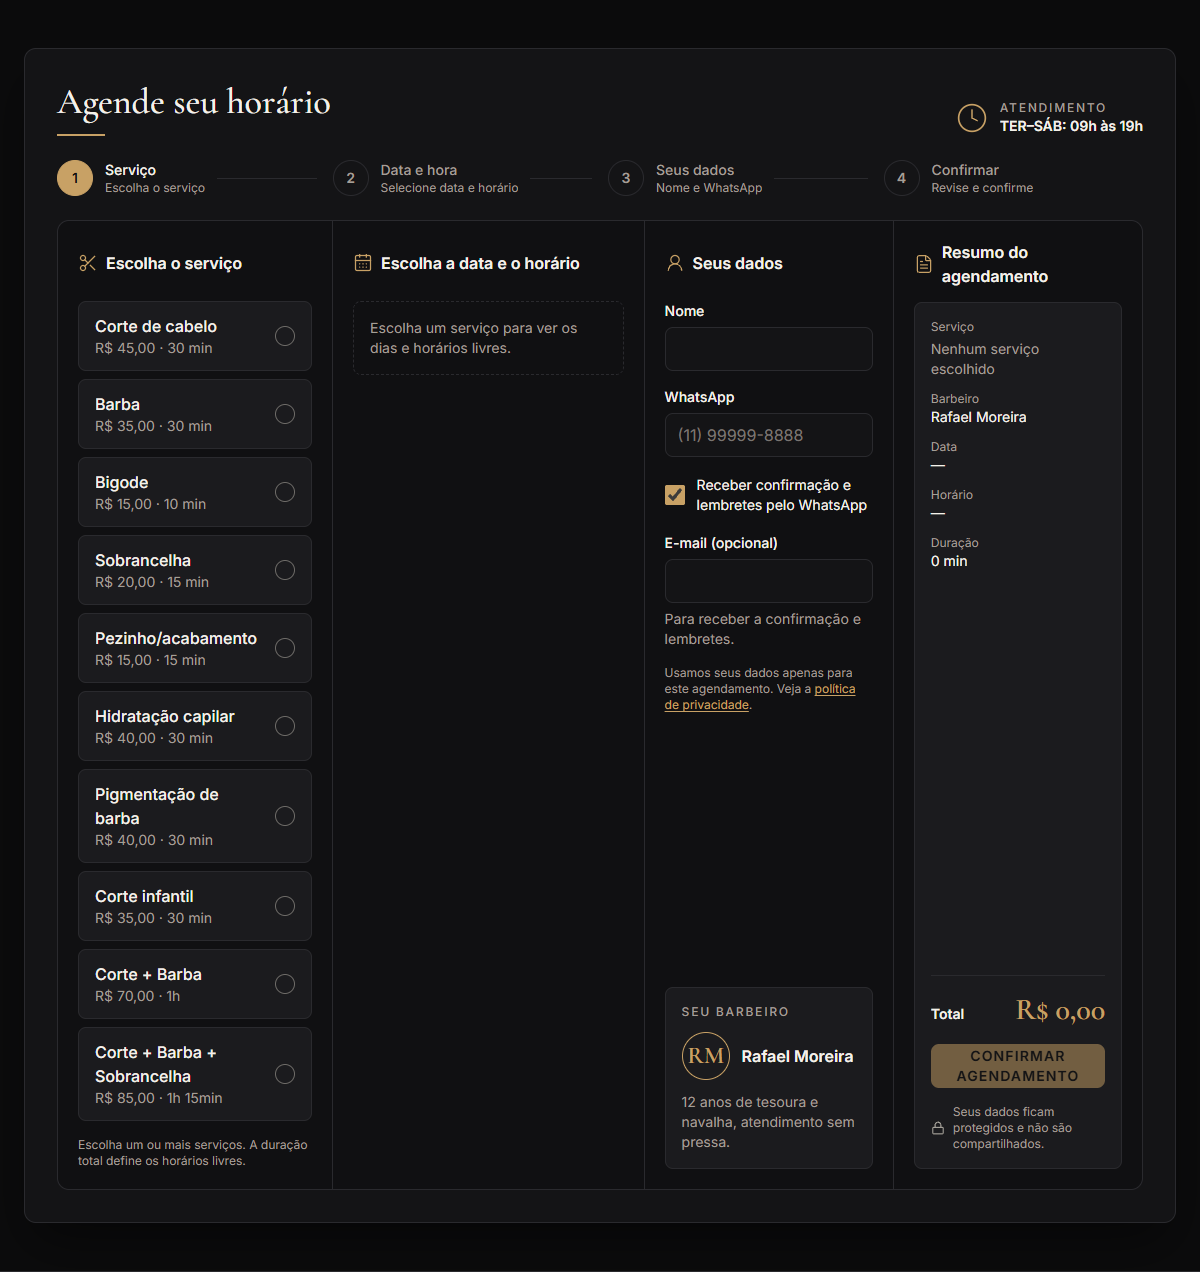 Agende seu horário
ATENDIMENTO
TER–SÁB: 09h às 19h
1
Serviço
Escolha o serviço
2
Data e hora
Selecione data e horário
3
Seus dados
Nome e WhatsApp
4
Confirmar
Revise e confirme
Escolha o serviço
Corte de cabelo
R$ 45,00 · 30 min
Barba
R$ 35,00 · 30 min
Bigode
R$ 15,00 · 10 min
Sobrancelha
R$ 20,00 · 15 min
Pezinho/acabamento
R$ 15,00 · 15 min
Hidratação capilar
R$ 40,00 · 30 min
Pigmentação de
barba
R$ 40,00 · 30 min
Corte infantil
R$ 35,00 · 30 min
Corte + Barba
R$ 70,00 · 1h
Corte + Barba +
Sobrancelha
R$ 85,00 · 1h 15min
Escolha um ou mais serviços. A duração
total define os horários livres.
Escolha a data e o horário
Escolha um serviço para ver os
dias e horários livres.
Seus dados
Nome
WhatsApp
(11) 99999-8888
Receber confirmação e
lembretes pelo WhatsApp
E-mail (opcional)
Para receber a confirmação e
lembretes.
Usamos seus dados apenas para
este agendamento. Veja a política
de privacidade.
SEU BARBEIRO
RM
Rafael Moreira
12 anos de tesoura e
navalha, atendimento sem
pressa.
Resumo do
agendamento
Serviço
Nenhum serviço
escolhido
Barbeiro
Rafael Moreira
Data
—
Horário
—
Duração
0 min
Total
R$ 0,00
CONFIRMAR
AGENDAMENTO
Seus dados ficam
protegidos e não são
compartilhados.